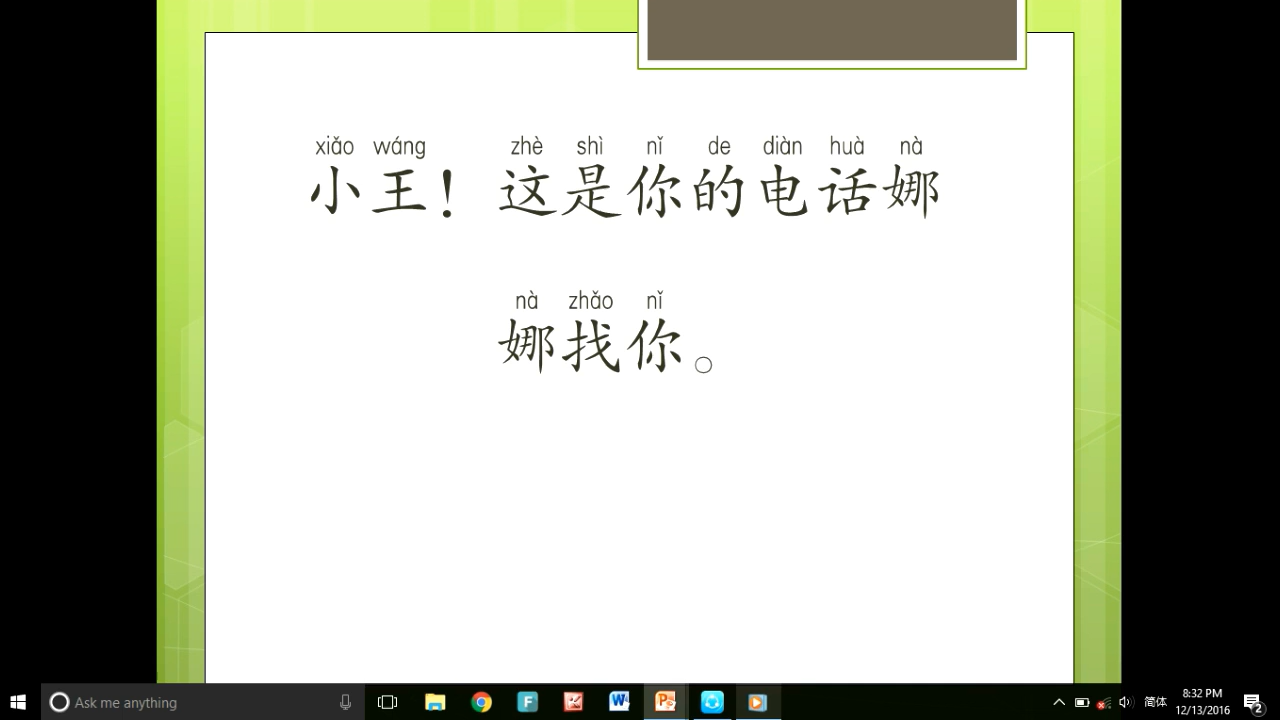 xiǎo wáng zhè shì nǐ de diàn huà nà
小王！这是你的电话娜
nà zhǎo nǐ
娜找你。
Ask me anything
简体
8:32 PM
12/13/2016
2